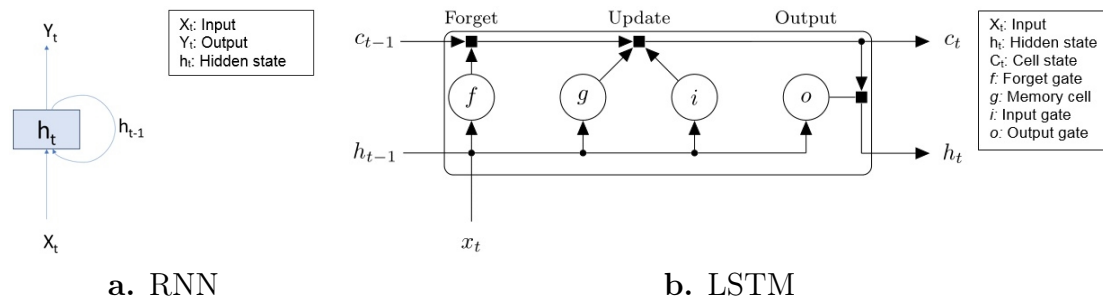 Yₜ
Xₜ: Input
Yₜ: Output
hₜ: Hidden state
hₜ
hₜ₋₁
Xₜ
a. RNN
Forget Update Output
cₜ₋₁
cₜ
f g i o
hₜ₋₁
hₜ
xₜ
Xₜ: Input
hₜ: Hidden state
Cₜ: Cell state
f: Forget gate
g: Memory cell
i: Input gate
o: Output gate
b. LSTM